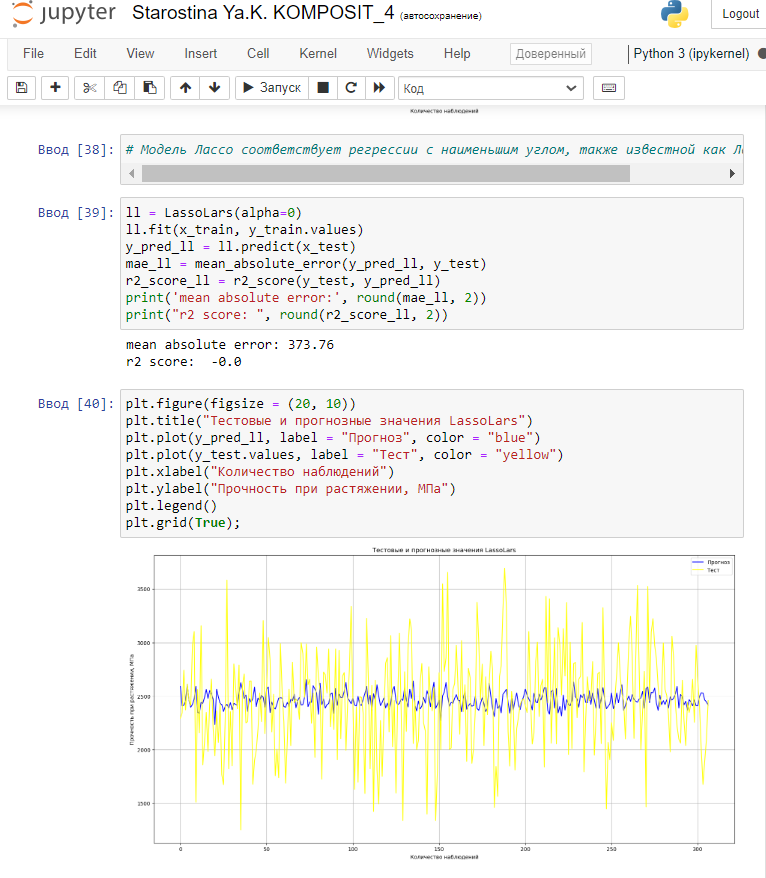 jupyter Starostina Ya.K. KOMPOSIT_4 (автосохранение)
Logout
File Edit View Insert Cell Kernel Widgets Help Доверенный Python 3 (ipykernel)
Запуск Код
Количество наблюдений
Ввод [38]: # Модель Лассо соответствует регрессии с наименьшим углом, также известной как
Ввод [39]: ll = LassoLars(alpha=0)
ll.fit(x_train, y_train.values)
y_pred_ll = ll.predict(x_test)
mae_ll = mean_absolute_error(y_pred_ll, y_test)
r2_score_ll = r2_score(y_test, y_pred_ll)
print('mean absolute error:', round(mae_ll, 2))
print("r2 score: ", round(r2_score_ll, 2))
mean absolute error: 373.76
r2 score:  -0.0
Ввод [40]: plt.figure(figsize = (20, 10))
plt.title("Тестовые и прогнозные значения LassoLars")
plt.plot(y_pred_ll, label = "Прогноз", color = "blue")
plt.plot(y_test.values, label = "Тест", color = "yellow")
plt.xlabel("Количество наблюдений")
plt.ylabel("Прочность при растяжении, МПа")
plt.legend()
plt.grid(True);
Тестовые и прогнозные значения LassoLars
Прогноз
Тест
3500
3000
2500
2000
1500
Прочность при растяжении, МПа
0 50 100 150 200 250 300
Количество наблюдений